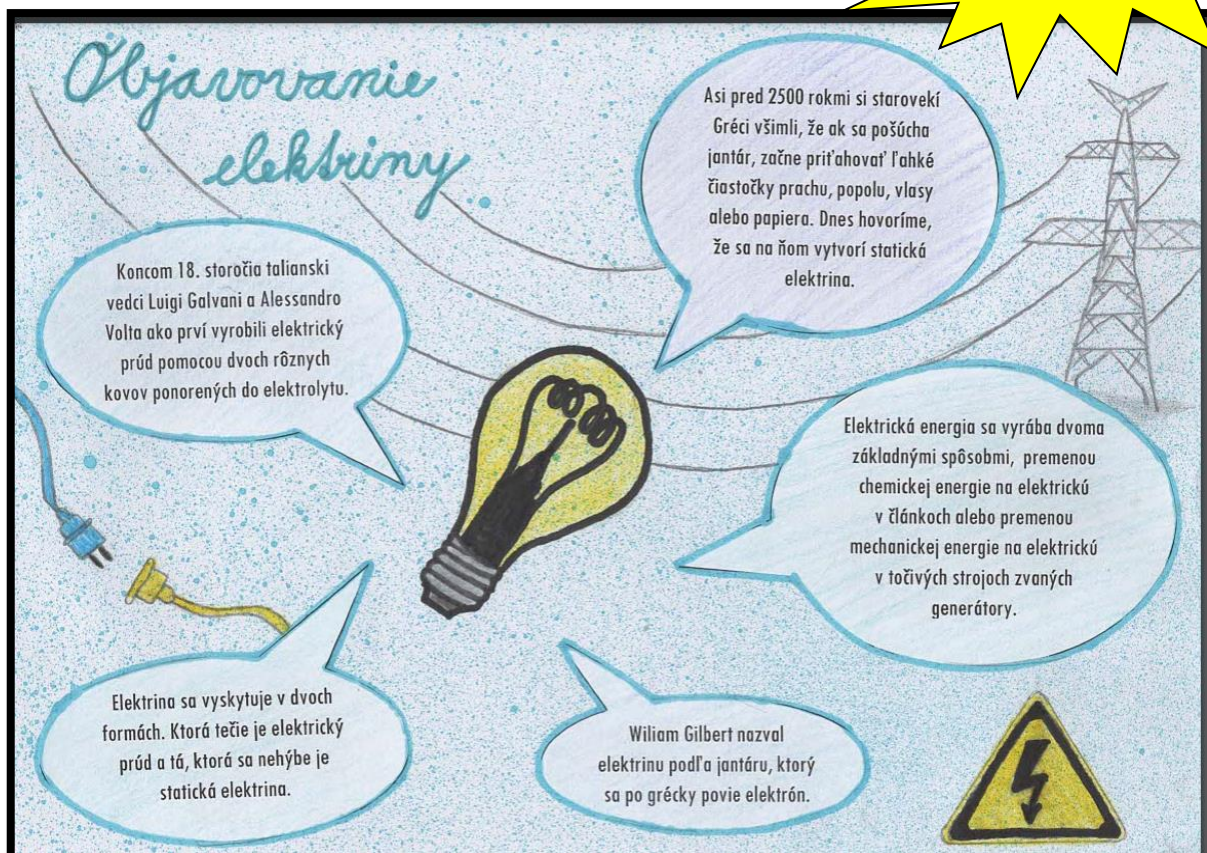 Objavovanie
elektriny
Asi pred 2500 rokmi si starovekí
Gréci všimli, že ak sa pošúcha
jantár, začne priťahovať ľahké
čiastočky prachu, popolu, vlasy
alebo papiera. Dnes hovoríme,
že sa na ňom vytvorí statická
elektrina.
Koncom 18. storočia talianski
vedci Luigi Galvani a Alessandro
Volta ako prví vyrobili elektrický
prúd pomocou dvoch rôznych
kovov ponorených do elektrolytu.
Elektrická energia sa vyrába dvoma
základnými spôsobmi, premenou
chemickej energie na elektrickú
v článkoch alebo premenou
mechanickej energie na elektrickú
v točivých strojoch zvaných
generátory.
Elektrina sa vyskytuje v dvoch
formách. Ktorá tečie je elektrický
prúd a tá, ktorá sa nehýbe je
statická elektrina.
Wiliam Gilbert nazval
elektrinu podľa jantáru, ktorý
sa po grécky povie elektrón.